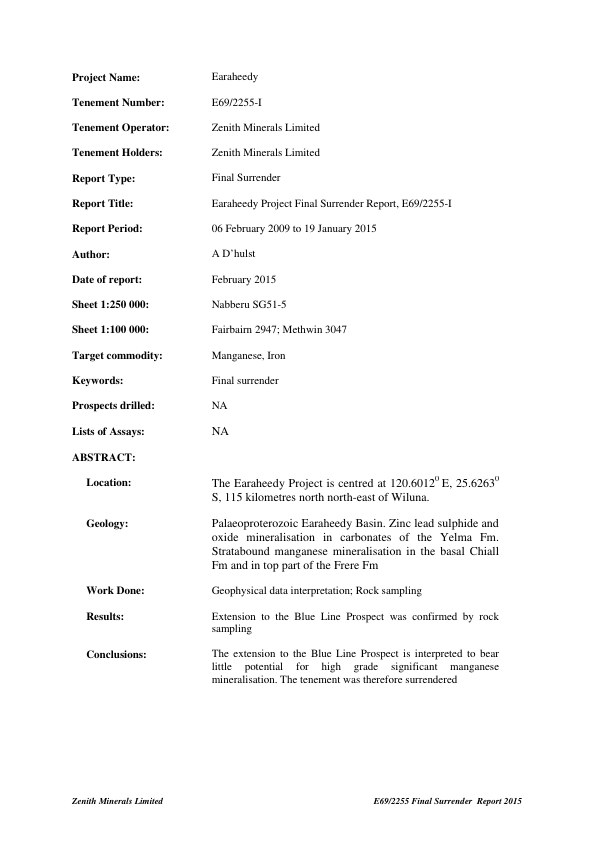 Project Name: Earaheedy
Tenement Number: E69/2255-I
Tenement Operator: Zenith Minerals Limited
Tenement Holders: Zenith Minerals Limited
Report Type: Final Surrender
Report Title: Earaheedy Project Final Surrender Report, E69/2255-I
Report Period: 06 February 2009 to 19 January 2015
Author: A D’hulst
Date of report: February 2015
Sheet 1:250 000: Nabberu SG51-5
Sheet 1:100 000: Fairbairn 2947; Methwin 3047
Target commodity: Manganese, Iron
Keywords: Final surrender
Prospects drilled: NA
Lists of Assays: NA
ABSTRACT:
Location: The Earaheedy Project is centred at 120.6012⁰ E, 25.6263⁰
S, 115 kilometres north north-east of Wiluna.
Geology: Palaeoproterozoic Earaheedy Basin. Zinc lead sulphide and
oxide mineralisation in carbonates of the Yelma Fm.
Stratabound manganese mineralisation in the basal Chiall
Fm and in top part of the Frere Fm
Work Done: Geophysical data interpretation; Rock sampling
Results: Extension to the Blue Line Prospect was confirmed by rock
sampling
Conclusions: The extension to the Blue Line Prospect is interpreted to bear
little potential for high grade significant manganese
mineralisation. The tenement was therefore surrendered
Zenith Minerals Limited E69/2255 Final Surrender Report 2015